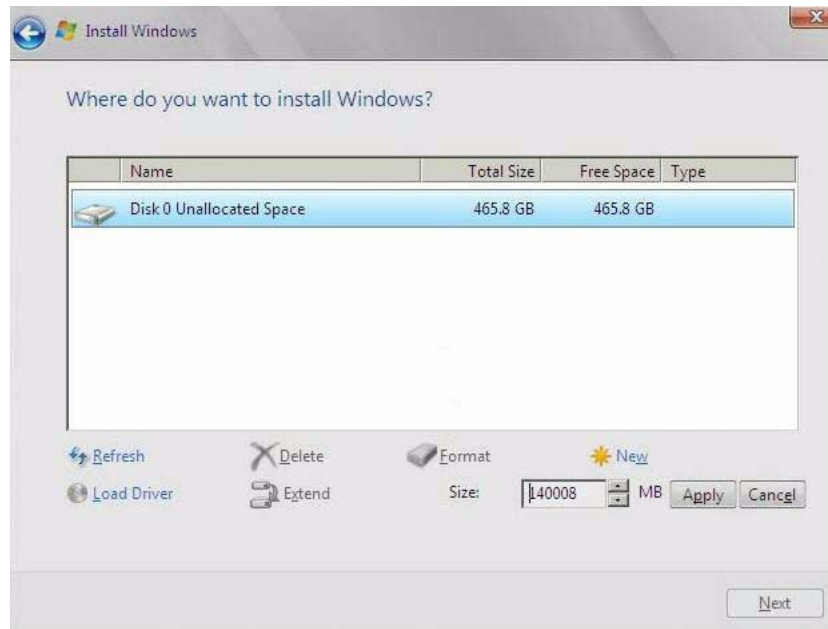 Install Windows
Where do you want to install Windows?
Name Total Size Free Space Type
Disk 0 Unallocated Space 465.8 GB 465.8 GB
Refresh Delete Format New
Load Driver Extend Size: 140008 MB Apply Cancel
Next